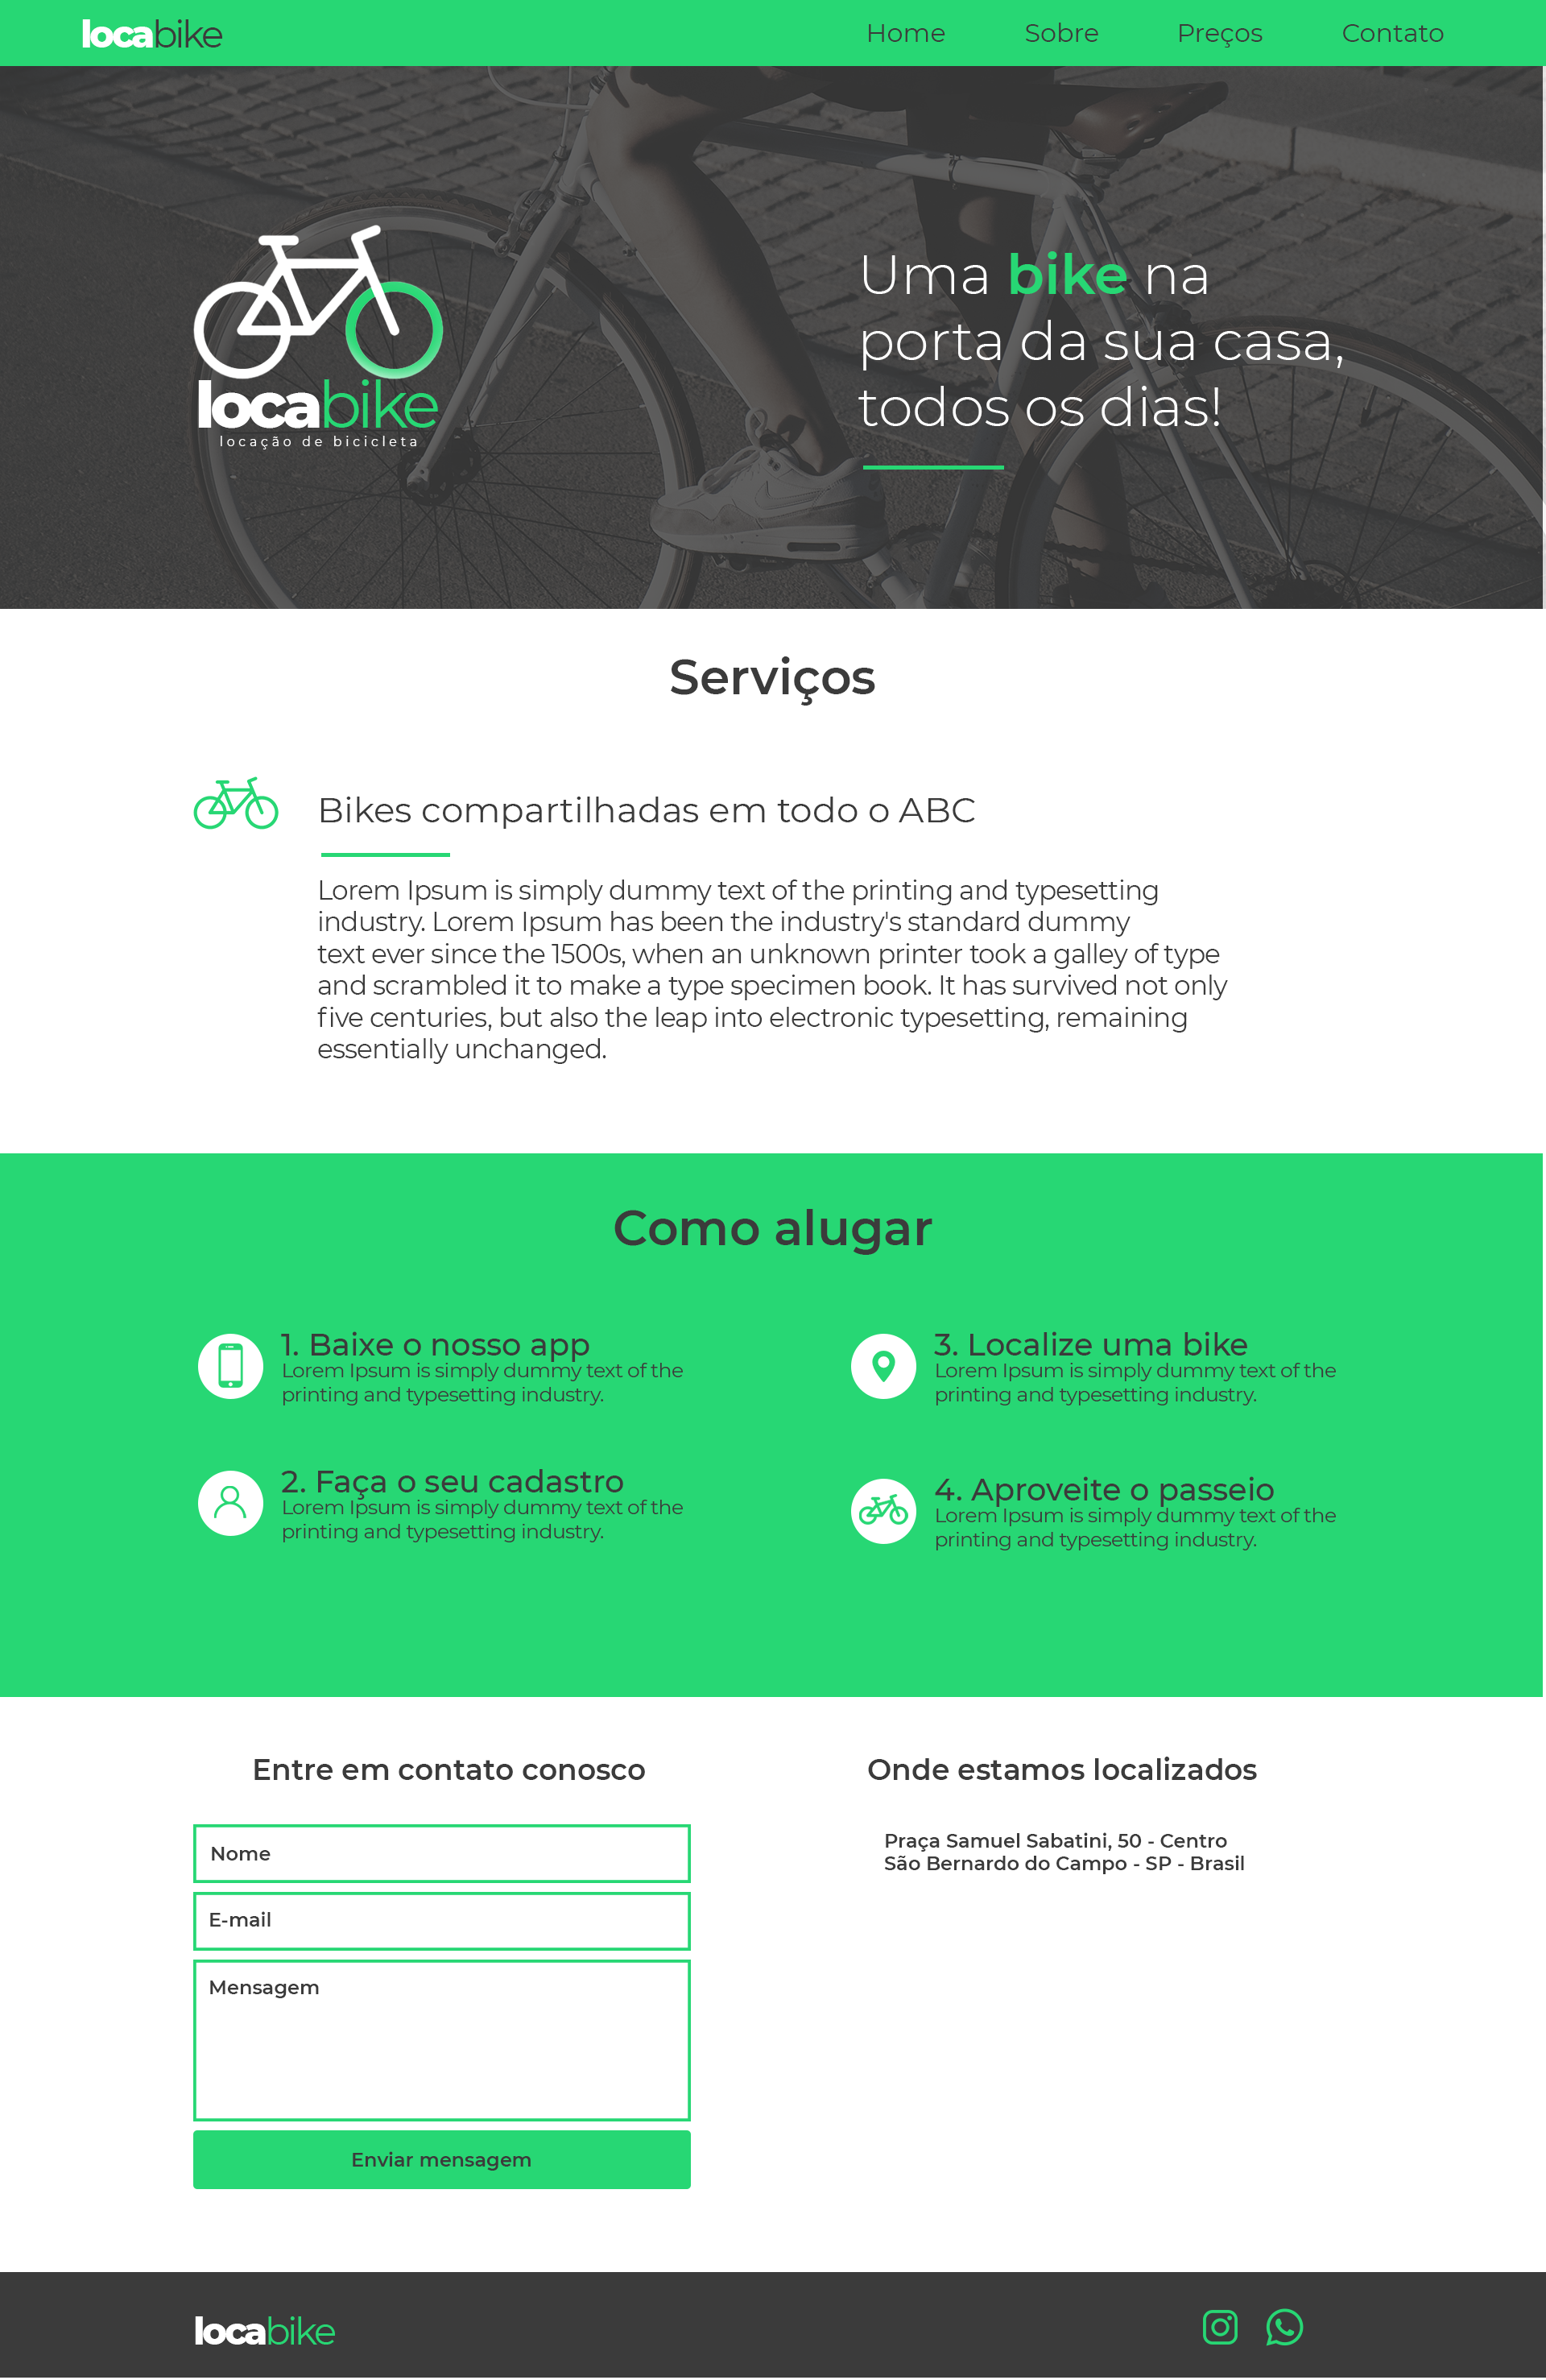 locabike
Home Sobre Preços Contato
locabike
locação de bicicleta
Uma bike na
porta da sua casa,
todos os dias!
Serviços
Bikes compartilhadas em todo o ABC
Lorem Ipsum is simply dummy text of the printing and typesetting
industry. Lorem Ipsum has been the industry's standard dummy
text ever since the 1500s, when an unknown printer took a galley of type
and scrambled it to make a type specimen book. It has survived not only
five centuries, but also the leap into electronic typesetting, remaining
essentially unchanged.
Como alugar
1. Baixe o nosso app
Lorem Ipsum is simply dummy text of the
printing and typesetting industry.
2. Faça o seu cadastro
Lorem Ipsum is simply dummy text of the
printing and typesetting industry.
3. Localize uma bike
Lorem Ipsum is simply dummy text of the
printing and typesetting industry.
4. Aproveite o passeio
Lorem Ipsum is simply dummy text of the
printing and typesetting industry.
Entre em contato conosco
Nome
E-mail
Mensagem
Enviar mensagem
Onde estamos localizados
Praça Samuel Sabatini, 50 - Centro
São Bernardo do Campo - SP - Brasil
locabike